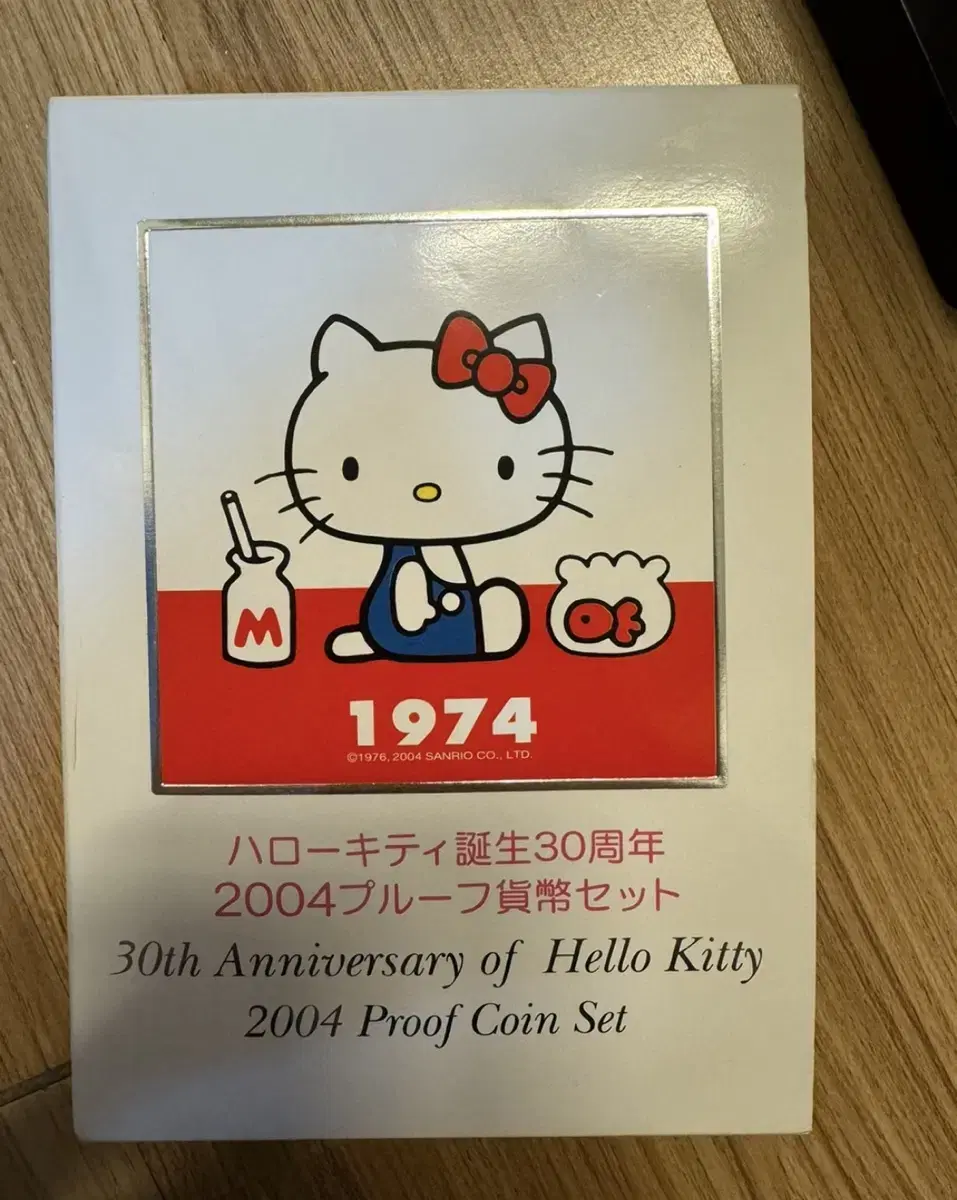 M
1974
©1976, 2004 SANRIO CO., LTD.
ハローキティ誕生30周年
2004プルーフ貨幣セット
30th Anniversary of Hello Kitty
2004 Proof Coin Set